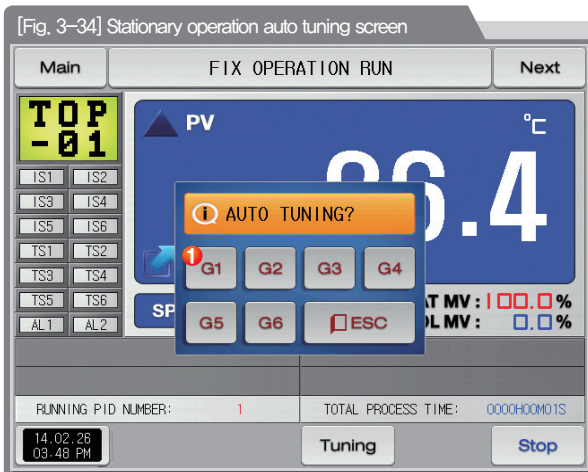 [Fig. 3-34] Stationary operation auto tuning screen
Main FIX OPERATION RUN Next
TOP
-01
PV ℃
IS1 IS2
IS3 IS4
IS5 IS6
TS1 TS2
TS3 TS4
TS5 TS6
AL1 AL2
.4
AUTO TUNING?
1
G1 G2 G3 G4
G5 G6 ESC
SP
MV : 100.0%
MV : 0.0%
RUNNING PID NUMBER: 1 TOTAL PROCESS TIME: 0000H00M01S
14.02.26
03:48 PM
Tuning Stop